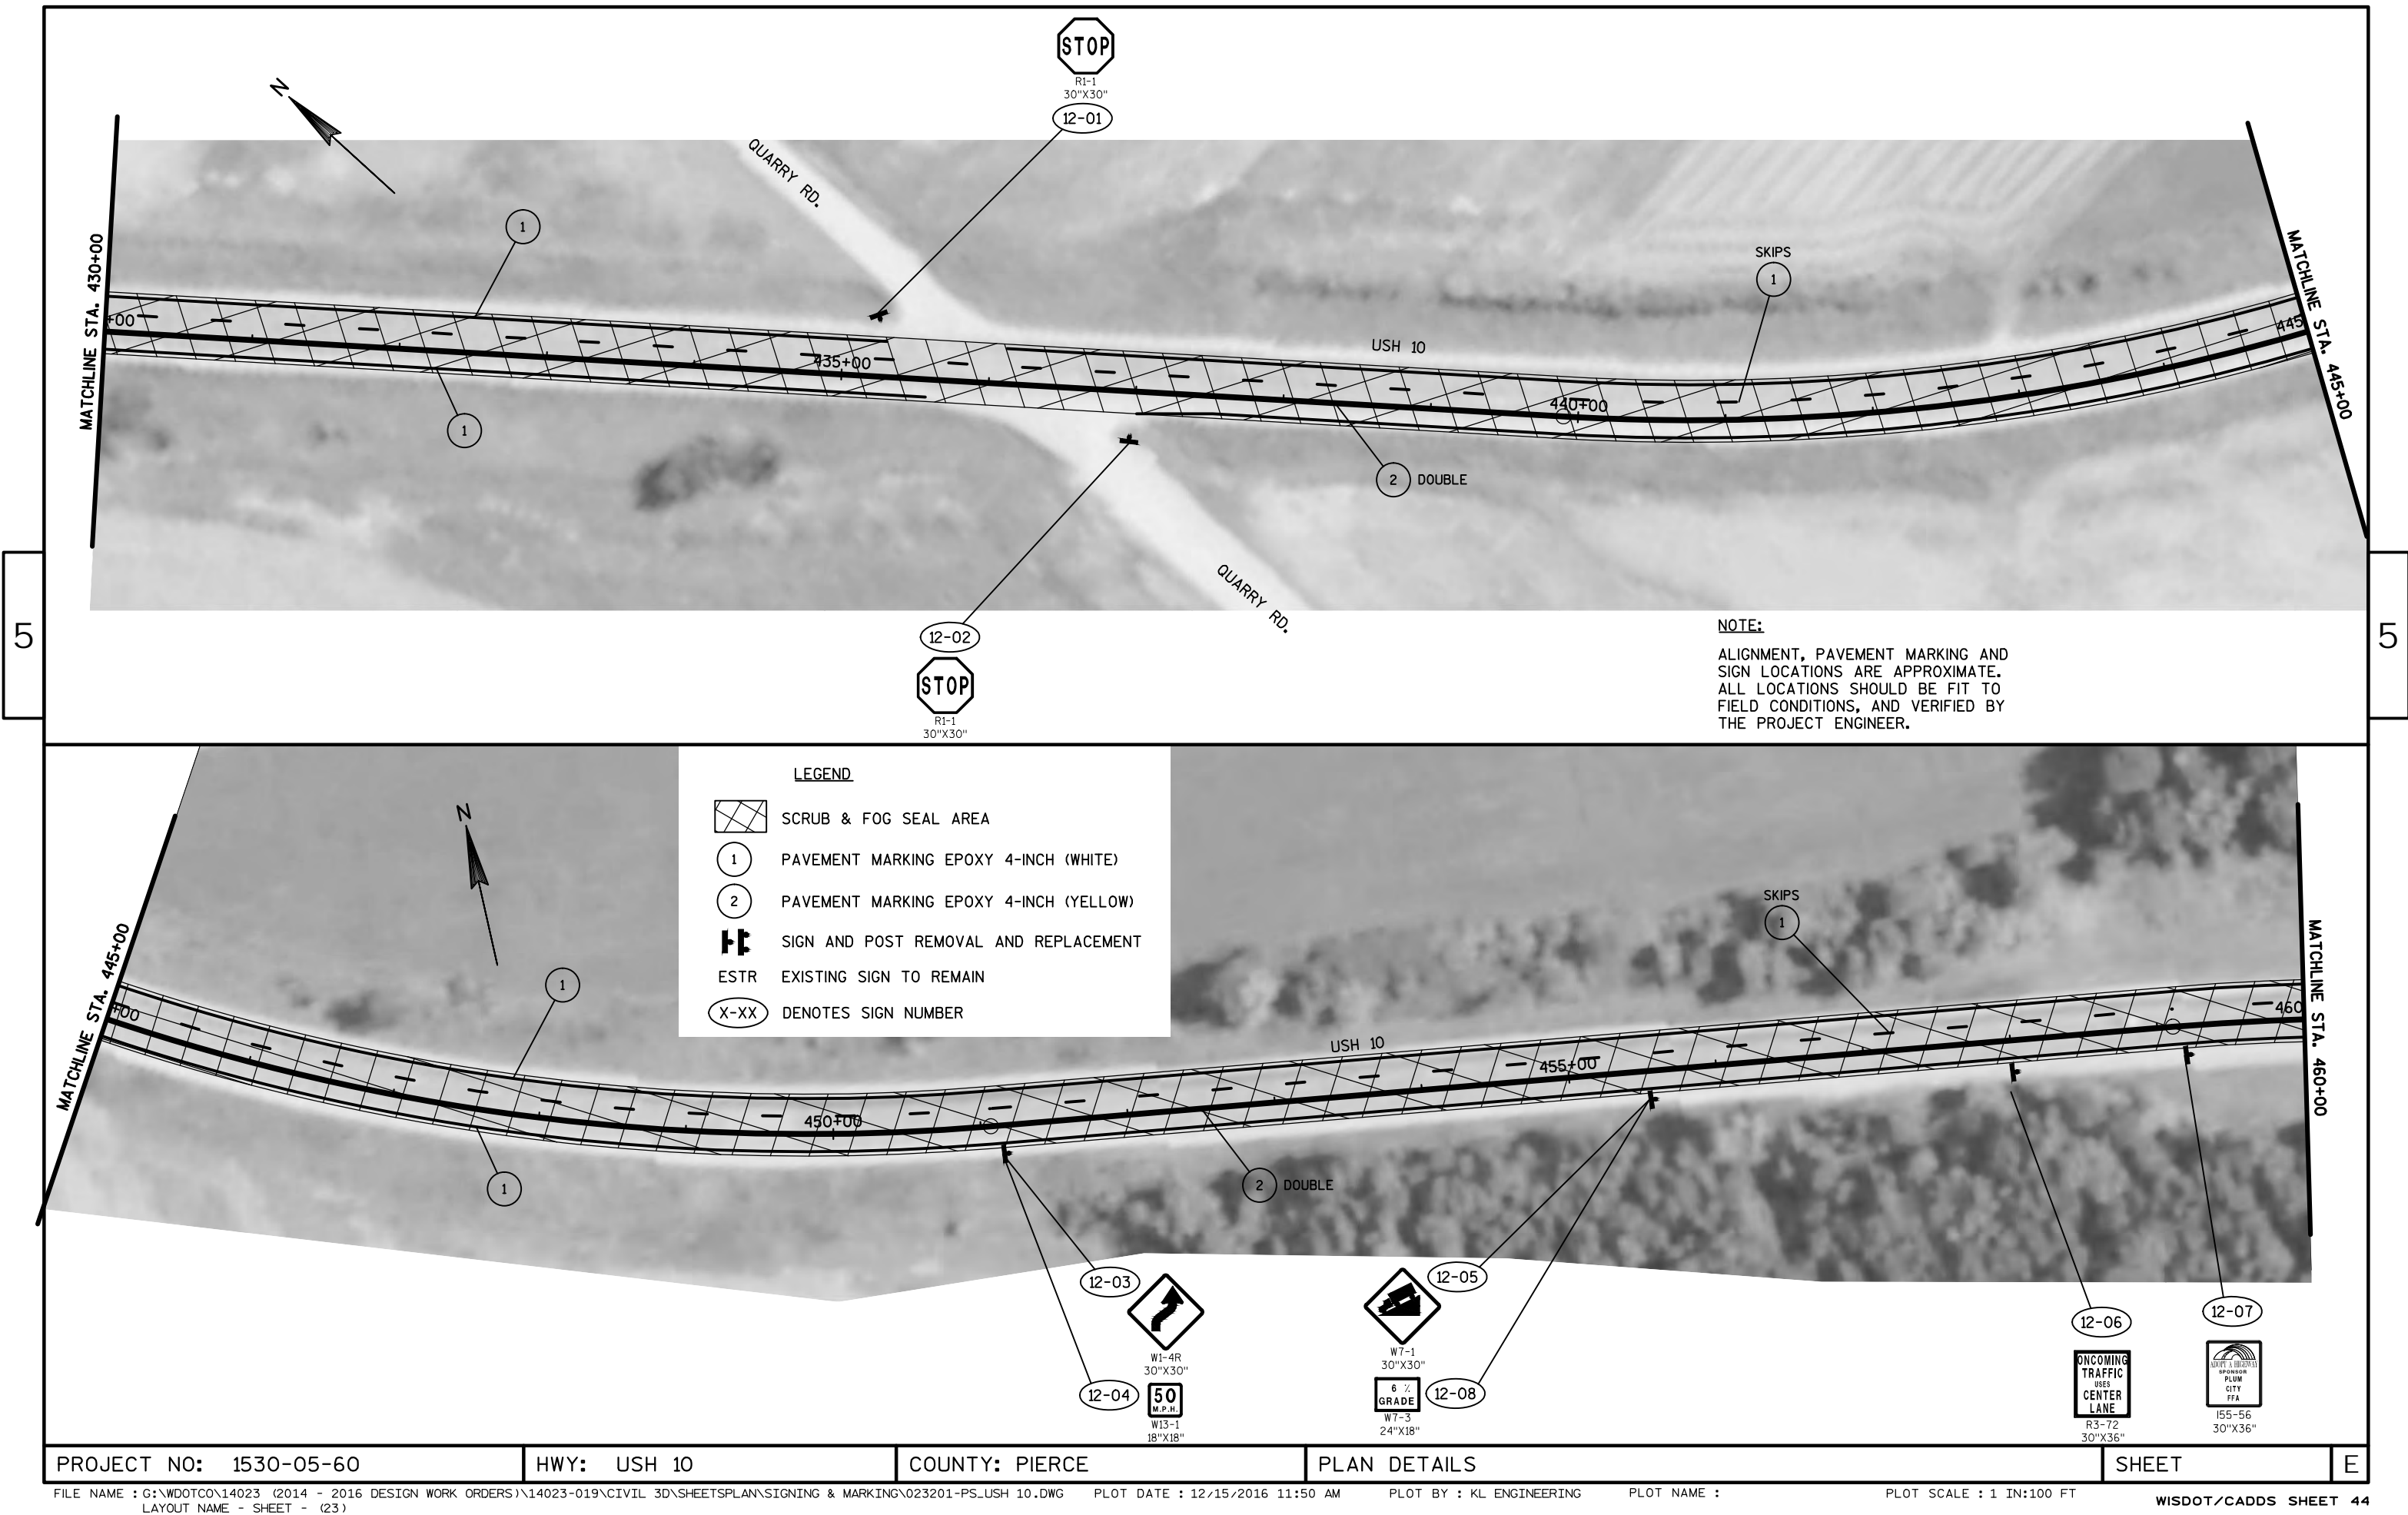 STOP
R1-1
30"X30"
12-01
N
QUARRY RD.
MATCHLINE STA. 430+00
1
+00
1
435+00
USH 10
SKIPS
1
440+00
2 DOUBLE
445
MATCHLINE STA. 445+00
QUARRY RD.
12-02
STOP
R1-1
30"X30"
NOTE:
ALIGNMENT, PAVEMENT MARKING AND
SIGN LOCATIONS ARE APPROXIMATE.
ALL LOCATIONS SHOULD BE FIT TO
FIELD CONDITIONS, AND VERIFIED BY
THE PROJECT ENGINEER.
5
5
LEGEND
SCRUB & FOG SEAL AREA
1 PAVEMENT MARKING EPOXY 4-INCH (WHITE)
2 PAVEMENT MARKING EPOXY 4-INCH (YELLOW)
SIGN AND POST REMOVAL AND REPLACEMENT
ESTR EXISTING SIGN TO REMAIN
X-XX DENOTES SIGN NUMBER
N
MATCHLINE STA. 445+00
+00
1
1
450+00
USH 10
455+00
SKIPS
1
2 DOUBLE
460
MATCHLINE STA. 460+00
12-03
W1-4R
30"X30"
12-04
50
M.P.H.
W13-1
18"X18"
12-05
W7-1
30"X30"
12-08
6 %
GRADE
W7-3
24"X18"
12-06
ONCOMING
TRAFFIC
USES
CENTER
LANE
R3-72
30"X36"
12-07
ADOPT A HIGHWAY
SPONSOR
PLUM
CITY
FFA
I55-56
30"X36"
PROJECT NO: 1530-05-60
HWY: USH 10
COUNTY: PIERCE
PLAN DETAILS
SHEET
E
FILE NAME : G:\WDOTCO\14023 (2014 - 2016 DESIGN WORK ORDERS)\14023-019\CIVIL 3D\SHEETSPLAN\SIGNING & MARKING\023201-PS_USH 10.DWG
LAYOUT NAME - SHEET - (23)
PLOT DATE : 12/15/2016 11:50 AM
PLOT BY : KL ENGINEERING
PLOT NAME :
PLOT SCALE : 1 IN:100 FT
WISDOT/CADDS SHEET 44